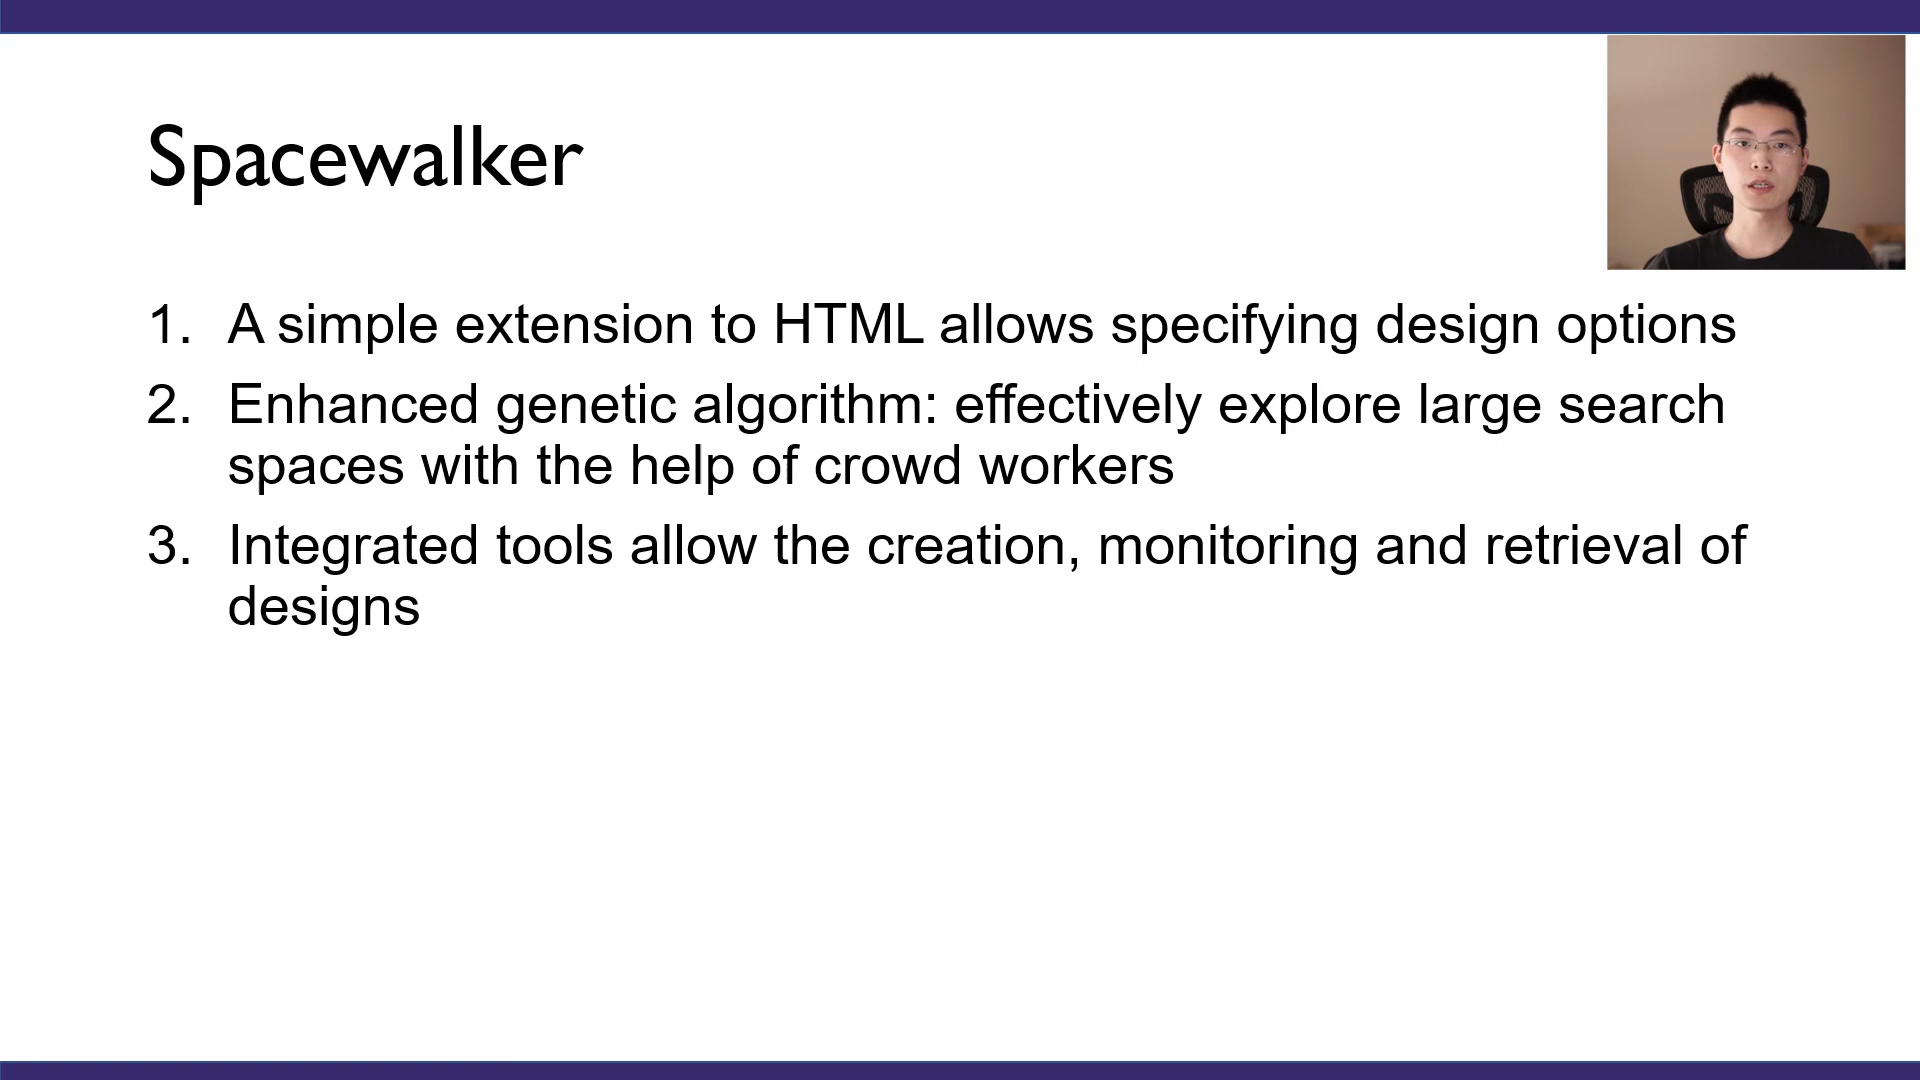 Spacewalker
1. A simple extension to HTML allows specifying design options
2. Enhanced genetic algorithm: effectively explore large search
spaces with the help of crowd workers
3. Integrated tools allow the creation, monitoring and retrieval of
designs